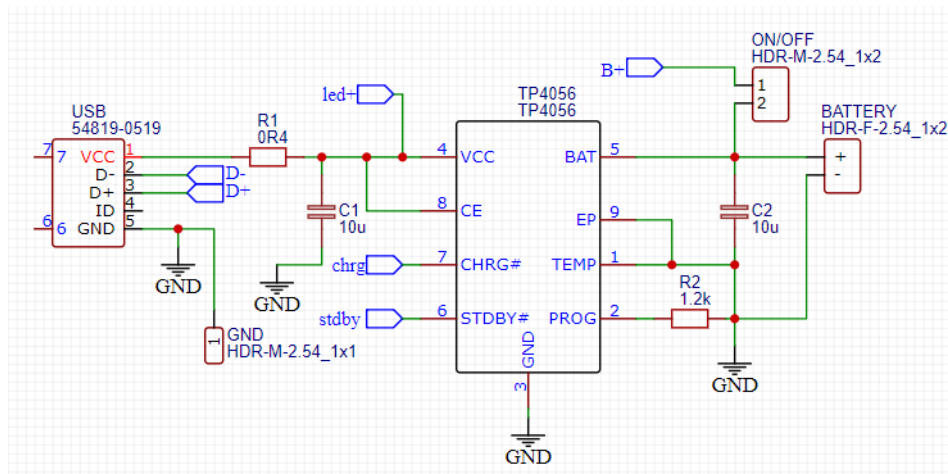 ON/OFF
HDR-M-2.54_1x2
B+
1
2
led+
TP4056
TP4056
BATTERY
HDR-F-2.54_1x2
+
-
USB
54819-0519
R1
0R4
7 7 VCC 1
D- 2 D-
D+ 3 D+
ID 4
6 6 GND 5
4 VCC BAT 5
8 CE EP 9
C1
10u
C2
10u
chrg 7 CHRG# TEMP 1
GND
GND
R2
1.2k
stdby 6 STDBY# PROG 2
1 GND
HDR-M-2.54_1x1
GND
3
GND
GND